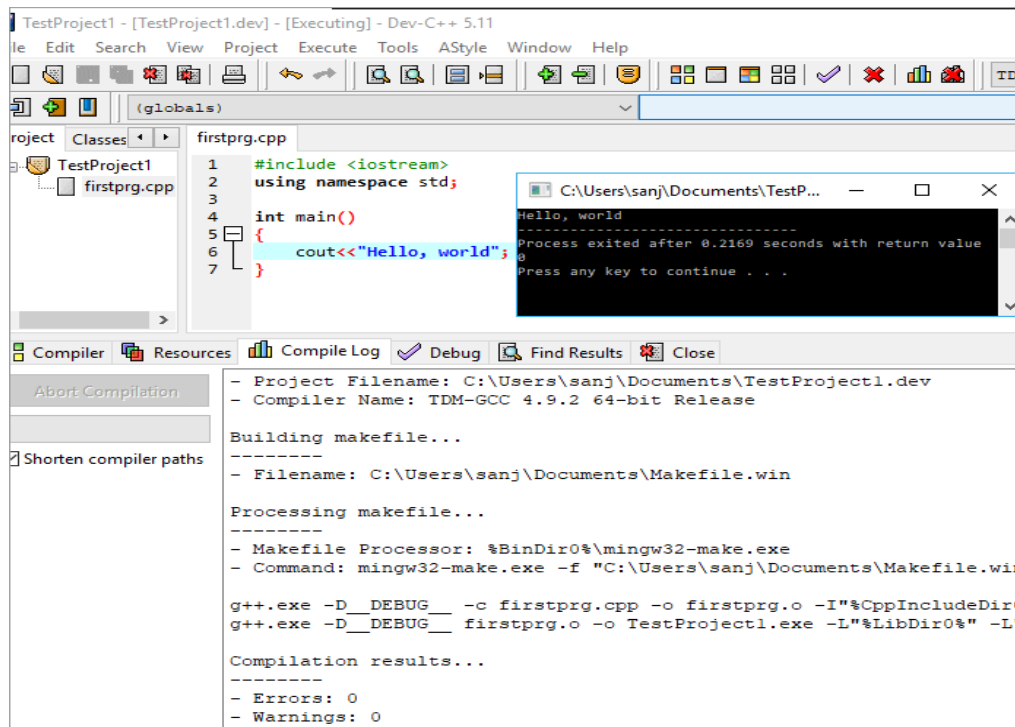 TestProject1 - [TestProject1.dev] - [Executing] - Dev-C++ 5.11
le Edit Search View Project Execute Tools AStyle Window Help
TD
(globals)
roject Classes
firstprg.cpp
TestProject1
firstprg.cpp
1 #include <iostream>
2 using namespace std;
3
4 int main()
5 {
6 cout<<"Hello, world";
7 }
C:\Users\sanj\Documents\TestP...
Hello, world
--------------------------------
Process exited after 0.2169 seconds with return value
0
Press any key to continue . . .
Compiler Resources Compile Log Debug Find Results Close
Abort Compilation
Shorten compiler paths
- Project Filename: C:\Users\sanj\Documents\TestProject1.dev
- Compiler Name: TDM-GCC 4.9.2 64-bit Release
Building makefile...
--------
- Filename: C:\Users\sanj\Documents\Makefile.win
Processing makefile...
--------
- Makefile Processor: %BinDir0%\mingw32-make.exe
- Command: mingw32-make.exe -f "C:\Users\sanj\Documents\Makefile.win
g++.exe -D__DEBUG__ -c firstprg.cpp -o firstprg.o -I"%CppIncludeDir0
g++.exe -D__DEBUG__ firstprg.o -o TestProject1.exe -L"%LibDir0%" -L
Compilation results...
--------
- Errors: 0
- Warnings: 0